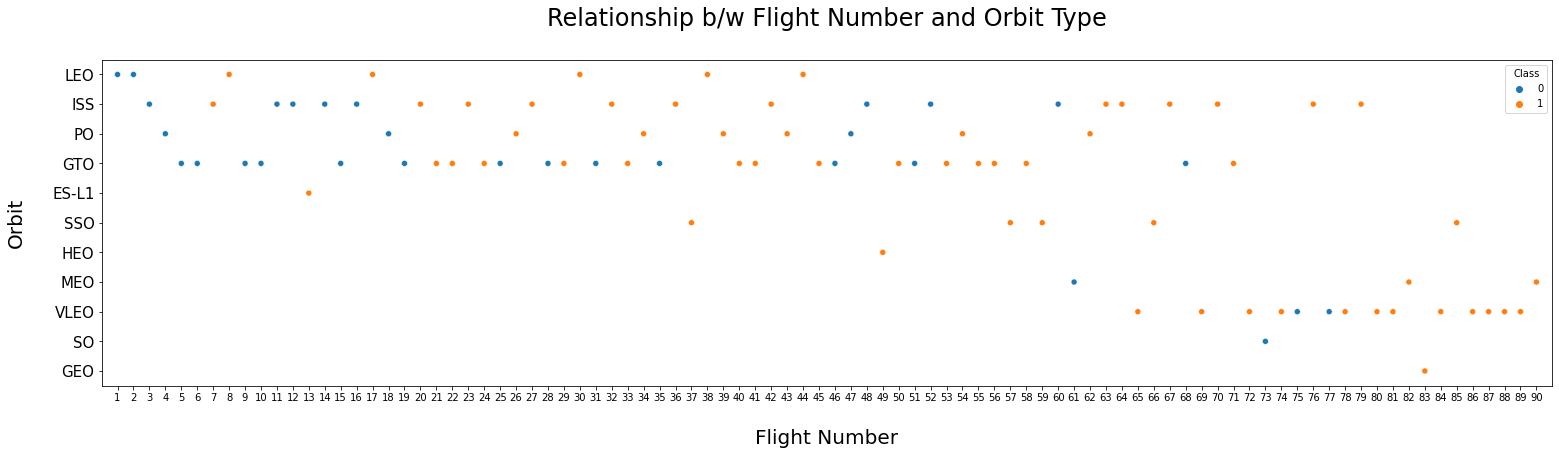 Relationship b/w Flight Number and Orbit Type
Class
0
1
LEO
ISS
PO
GTO
ES-L1
SSO
HEO
MEO
VLEO
SO
GEO
Orbit
1 2 3 4 5 6 7 8 9 10 11 12 13 14 15 16 17 18 19 20 21 22 23 24 25 26 27 28 29 30 31 32 33 34 35 36 37 38 39 40 41 42 43 44 45 46 47 48 49 50 51 52 53 54 55 56 57 58 59 60 61 62 63 64 65 66 67 68 69 70 71 72 73 74 75 76 77 78 79 80 81 82 83 84 85 86 87 88 89 90
Flight Number